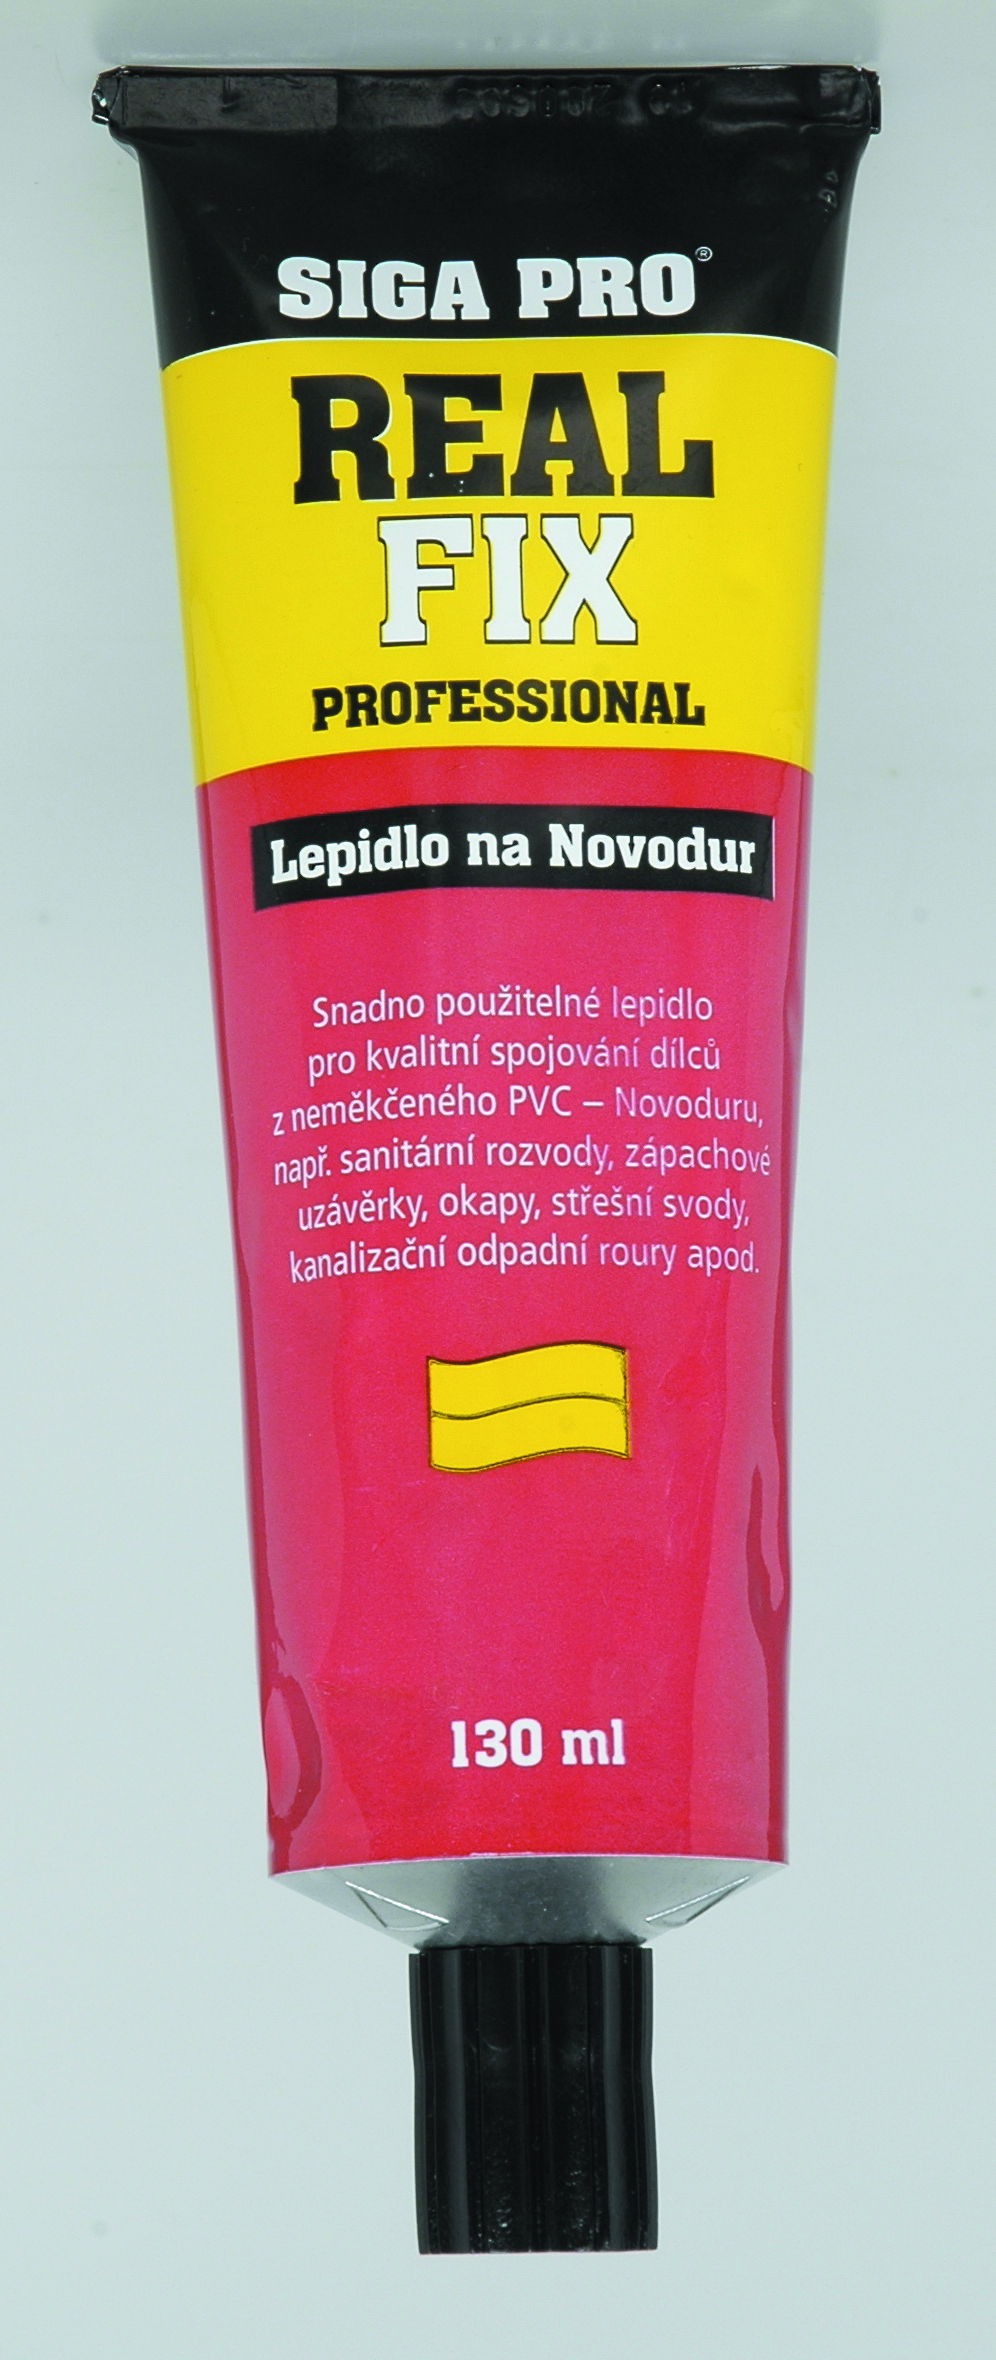 SIGA PRO®
REAL
FIX
PROFESSIONAL
Lepidlo na Novodur
Snadno použitelné lepidlo
pro kvalitní spojování dílců
z neměkčeného PVC – Novoduru,
např. sanitární rozvody, zápachové
uzávěrky, okapy, střešní svody,
kanalizační odpadní roury apod.
130 ml